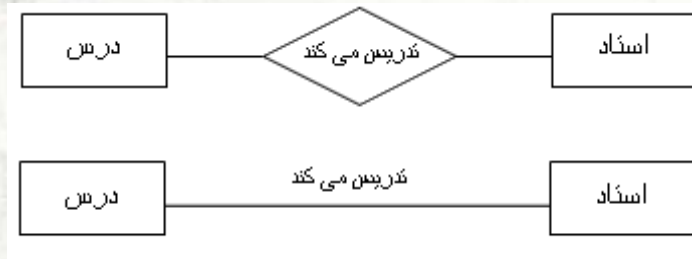 استاد
تدریس می کند
درس
تدریس می کند
استاد
درس